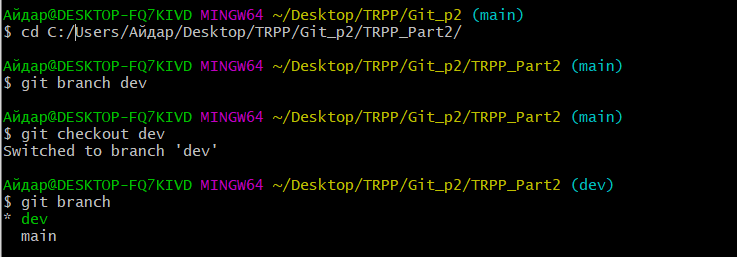 Айдар@DESKTOP-FQ7KIVD MINGW64 ~/Desktop/TRPP/Git_p2 (main)
$ cd C:/Users/Айдар/Desktop/TRPP/Git_p2/TRPP_Part2/
Айдар@DESKTOP-FQ7KIVD MINGW64 ~/Desktop/TRPP/Git_p2/TRPP_Part2 (main)
$ git branch dev
Айдар@DESKTOP-FQ7KIVD MINGW64 ~/Desktop/TRPP/Git_p2/TRPP_Part2 (main)
$ git checkout dev
Switched to branch 'dev'
Айдар@DESKTOP-FQ7KIVD MINGW64 ~/Desktop/TRPP/Git_p2/TRPP_Part2 (dev)
$ git branch
* dev
  main